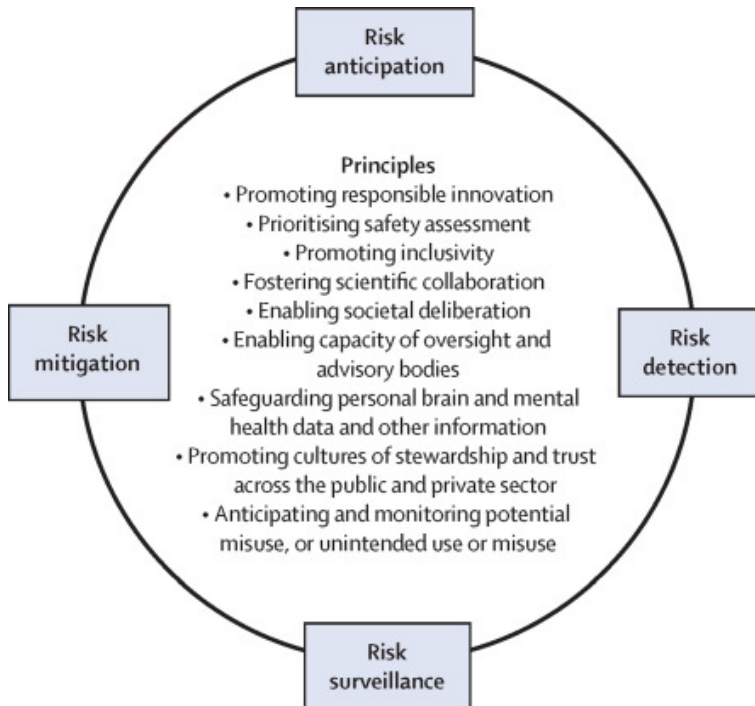 Risk
anticipation
Principles
• Promoting responsible innovation
• Prioritising safety assessment
• Promoting inclusivity
• Fostering scientific collaboration
• Enabling societal deliberation
• Enabling capacity of oversight and
advisory bodies
• Safeguarding personal brain and mental
health data and other information
• Promoting cultures of stewardship and trust
across the public and private sector
• Anticipating and monitoring potential
misuse, or unintended use or misuse
Risk
mitigation
Risk
detection
Risk
surveillance